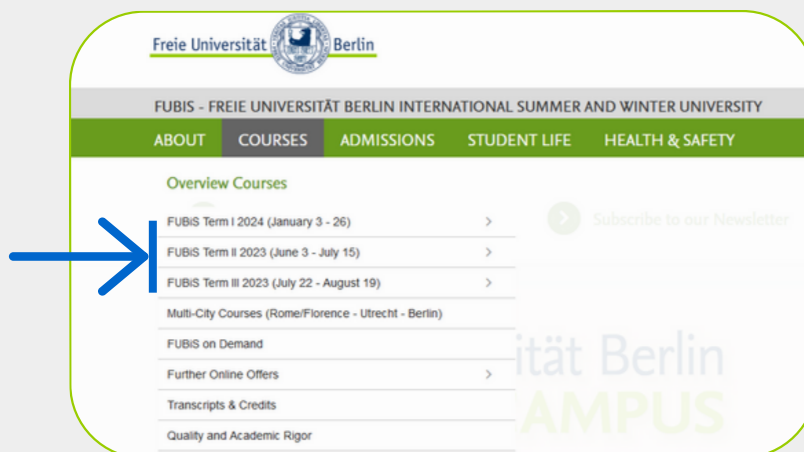 Freie Universität Berlin
FUBIS - FREIE UNIVERSITÄT BERLIN INTERNATIONAL SUMMER AND WINTER UNIVERSITY
ABOUT COURSES ADMISSIONS STUDENT LIFE HEALTH & SAFETY
Overview Courses
FUBiS Term I 2024 (January 3 - 26)
Subscribe to our Newsletter
FUBiS Term II 2023 (June 3 - July 15)
FUBiS Term III 2023 (July 22 - August 19)
Multi-City Courses (Rome/Florence - Utrecht - Berlin)
FUBiS on Demand
ität Berlin
Further Online Offers
Transcripts & Credits
AMPUS
Quality and Academic Rigor